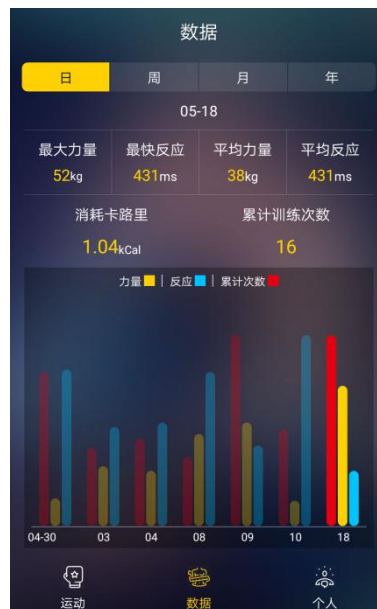 数据
日 周 月 年
05-18
最大力量 最快反应 平均力量 平均反应
52kg 431ms 38kg 431ms
消耗卡路里 累计训练次数
1.04kCal 16
力量 | 反应 | 累计次数
04-30 03 04 08 09 10 18
运动 数据 个人